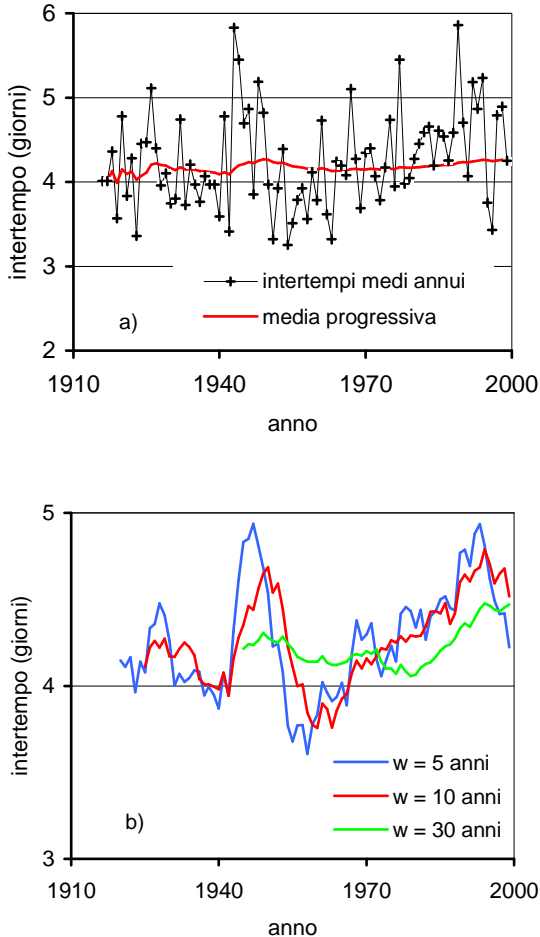 6
5
4
3
2
intertempo (giorni)
intertempi medi annui
media progressiva
a)
1910
1940
1970
2000
anno
5
4
3
intertempo (giorni)
w = 5 anni
w = 10 anni
w = 30 anni
b)
1910
1940
1970
2000
anno